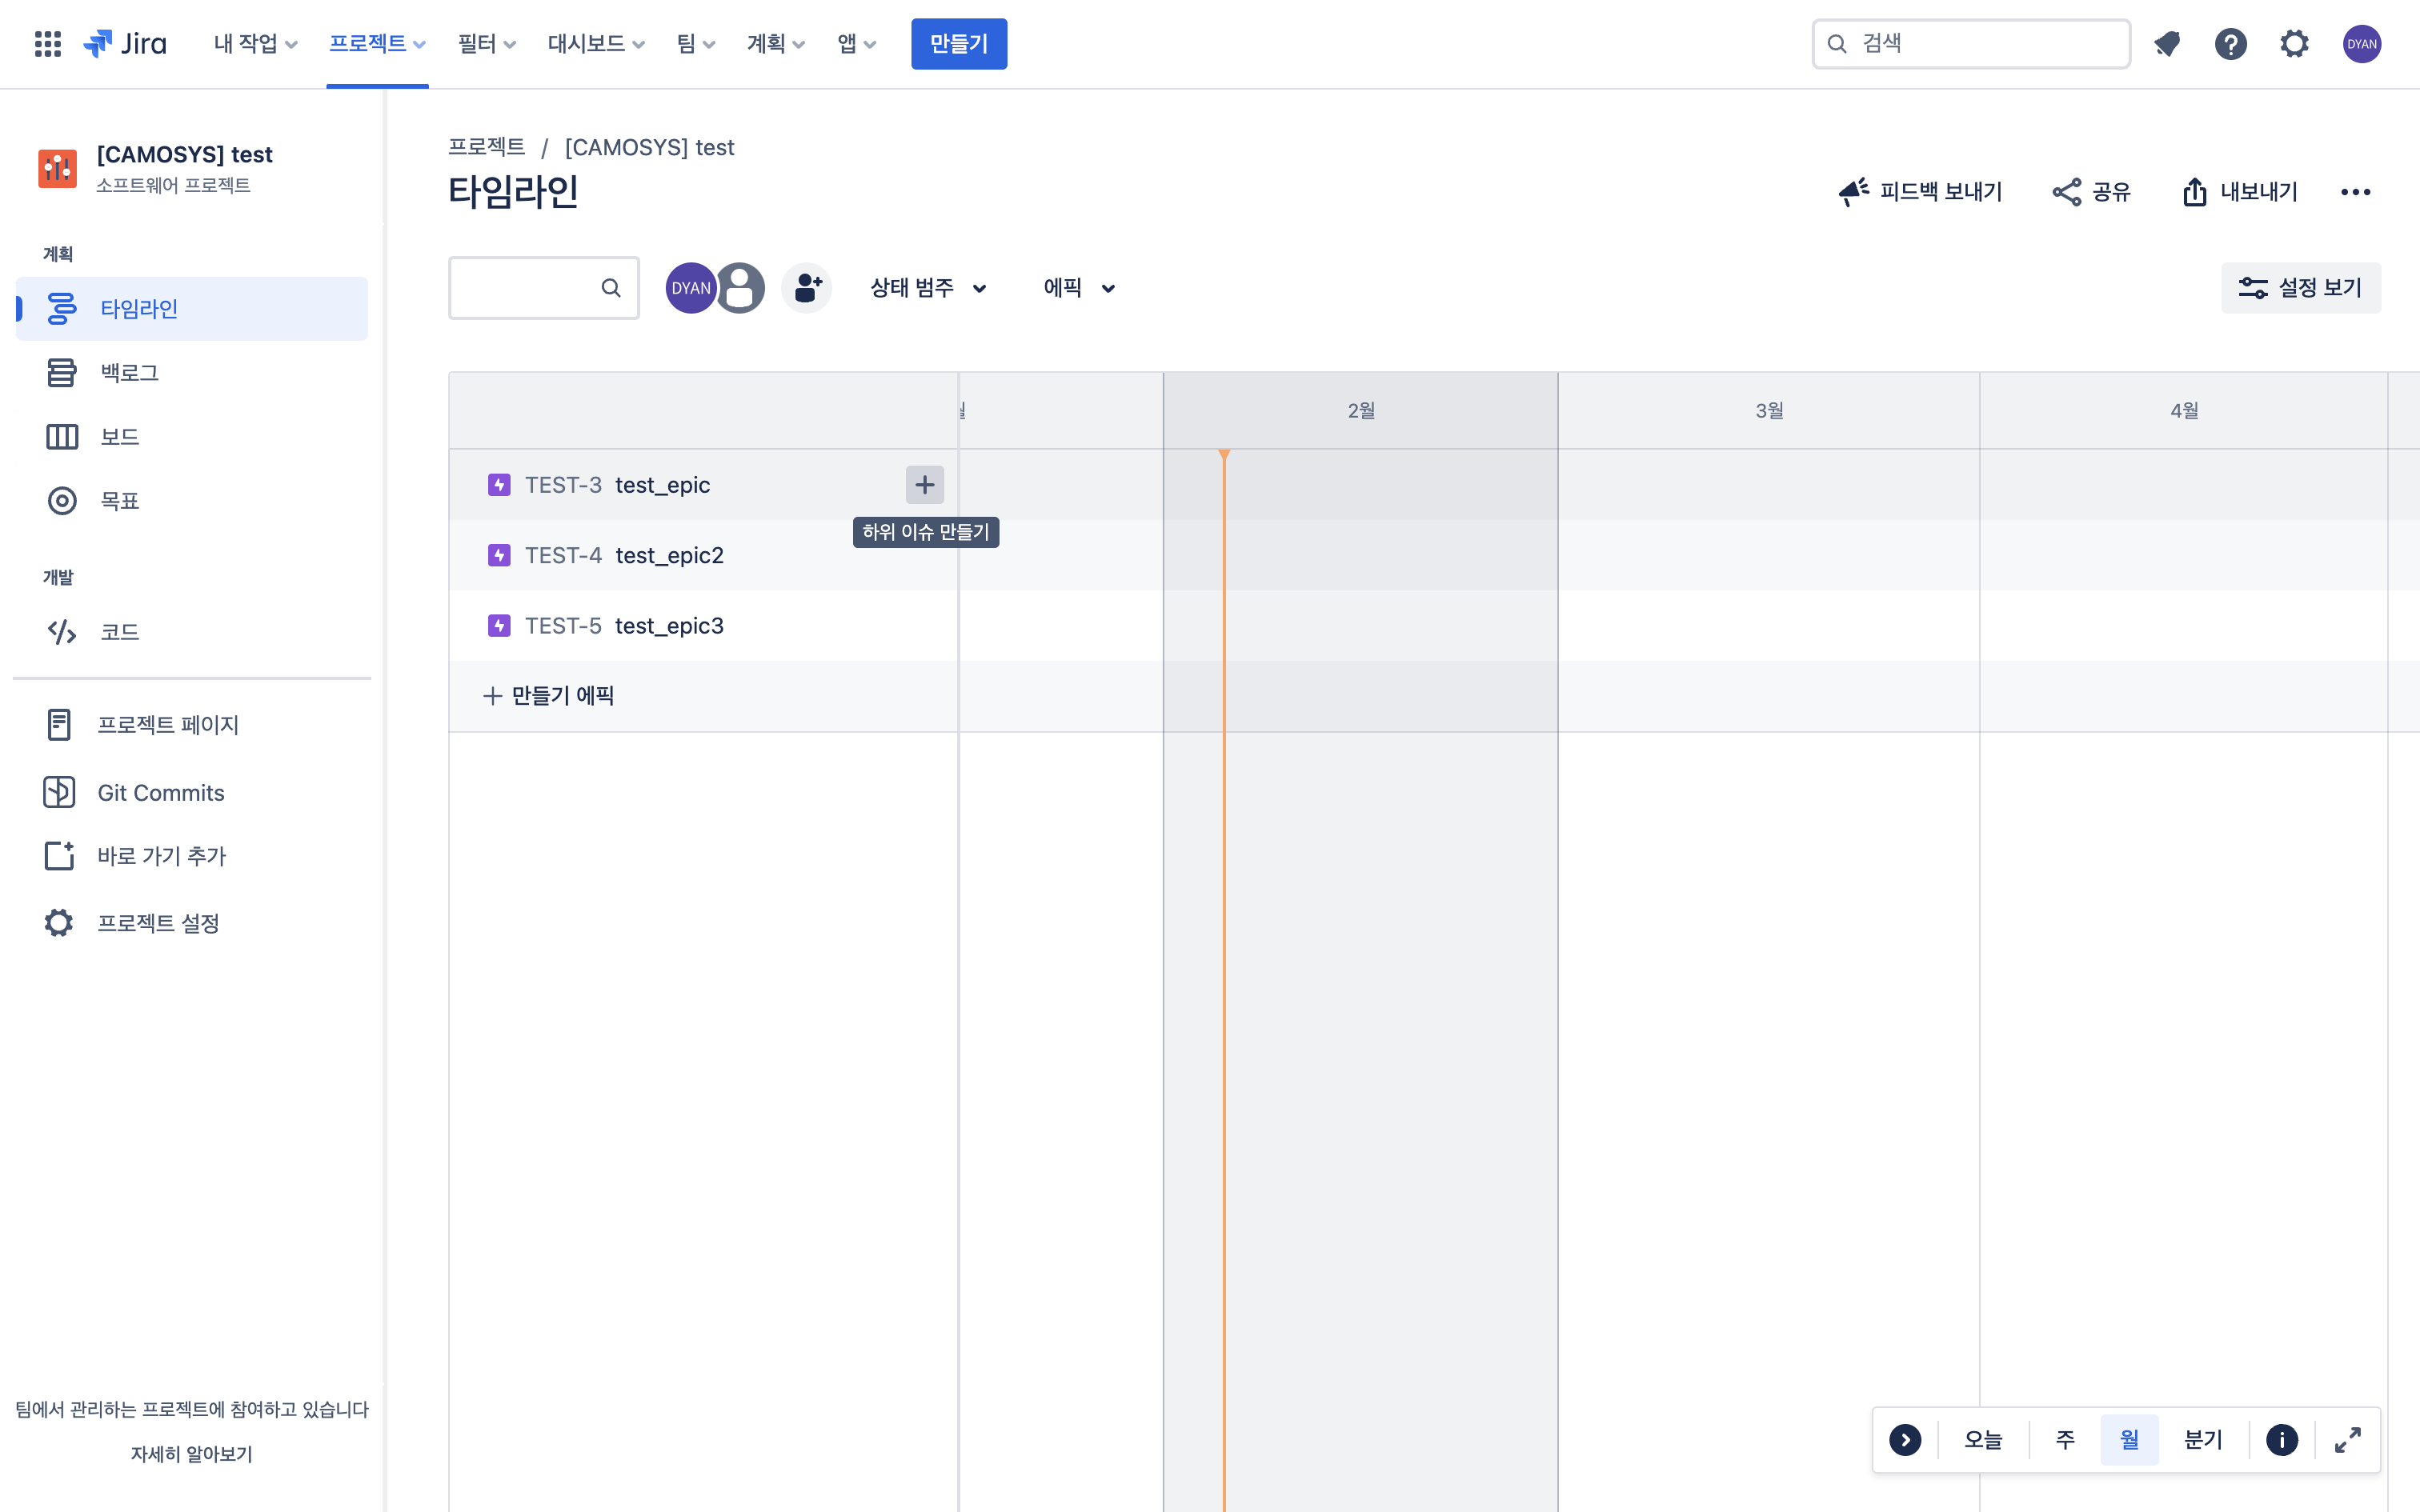 Jira
내 작업
프로젝트
필터
대시보드
팀
계획
앱
만들기
검색
DYAN
[CAMOSYS] test
소프트웨어 프로젝트
계획
타임라인
백로그
보드
목표
개발
코드
프로젝트 페이지
Git Commits
바로 가기 추가
프로젝트 설정
팀에서 관리하는 프로젝트에 참여하고 있습니다
자세히 알아보기
프로젝트 / [CAMOSYS] test
타임라인
피드백 보내기
공유
내보내기
DYAN
상태 범주
에픽
설정 보기
2월
3월
4월
TEST-3 test_epic
하위 이슈 만들기
TEST-4 test_epic2
TEST-5 test_epic3
만들기 에픽
오늘
주
월
분기